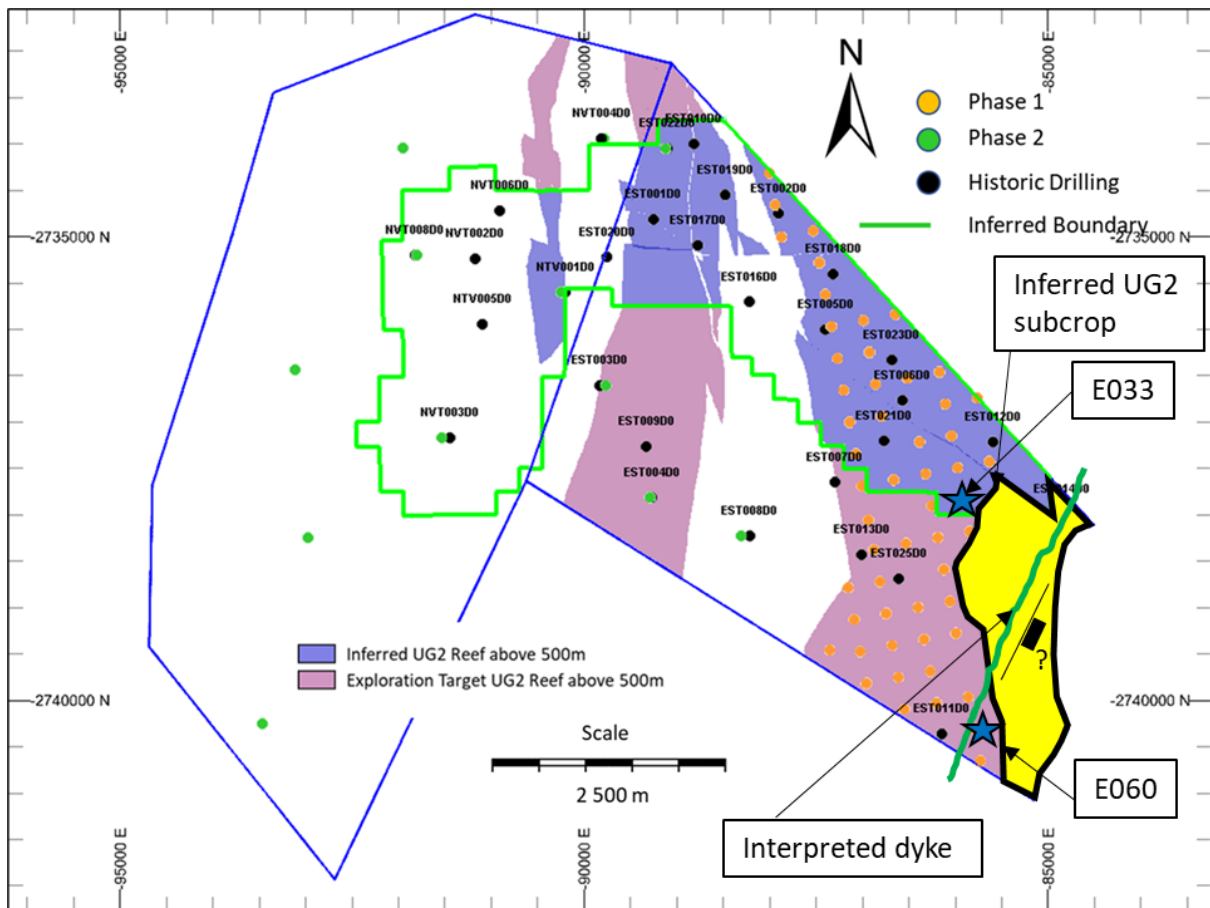 -95000 E
-90000 E
-85000 E
N
Phase 1
Phase 2
Historic Drilling
Inferred Boundary
NVT004D0
EST022D0
EST010D0
EST019D0
NVT006D0
EST001D0
EST002D0
EST017D0
-2735000 N
-2735000 N
NVT008D0
NVT002D0
EST020D0
EST018D0
NTV001D0
EST016D0
Inferred UG2
subcrop
NTV005D0
EST005D0
EST023D0
EST003D0
EST006D0
E033
NVT003D0
EST021D0
EST012D0
EST009D0
EST007D0
EST004D0
EST008D0
EST013D0
EST025D0
?
Inferred UG2 Reef above 500m
Exploration Target UG2 Reef above 500m
-2740000 N
-2740000 N
EST011D0
Scale
2 500 m
E060
Interpreted dyke
-95000 E
-90000 E
-85000 E